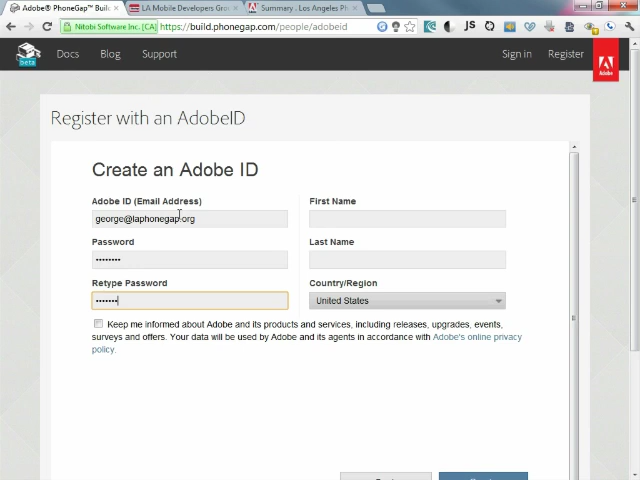 Adobe® PhoneGap™ Buil
LA Mobile Developers Gro
Summary . Los Angeles Ph
Nitobi Software Inc. [CA] https://build.phonegap.com/people/adobeid
JS
beta
Docs
Blog
Support
Sign in
Register
Adobe
Register with an AdobeID
Create an Adobe ID
Adobe ID (Email Address)
First Name
george@laphonegap.org
Password
Last Name
••••••••
Retype Password
Country/Region
•••••••
United States
Keep me informed about Adobe and its products and services, including releases, upgrades, events,
surveys and offers. Your data will be used by Adobe and its agents in accordance with Adobe's online privacy
policy.